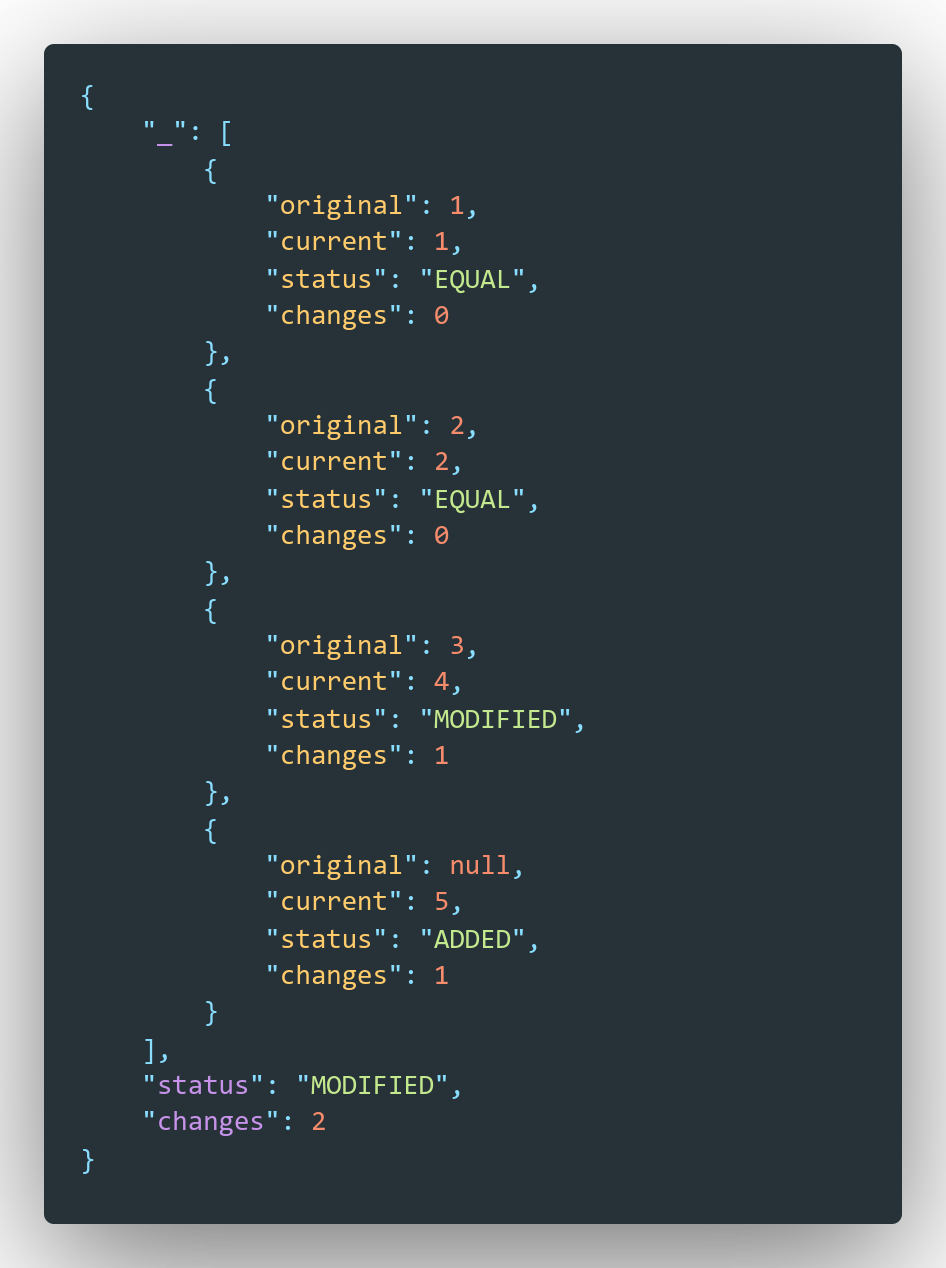 {
    "_": [
        {
            "original": 1,
            "current": 1,
            "status": "EQUAL",
            "changes": 0
        },
        {
            "original": 2,
            "current": 2,
            "status": "EQUAL",
            "changes": 0
        },
        {
            "original": 3,
            "current": 4,
            "status": "MODIFIED",
            "changes": 1
        },
        {
            "original": null,
            "current": 5,
            "status": "ADDED",
            "changes": 1
        }
    ],
    "status": "MODIFIED",
    "changes": 2
}